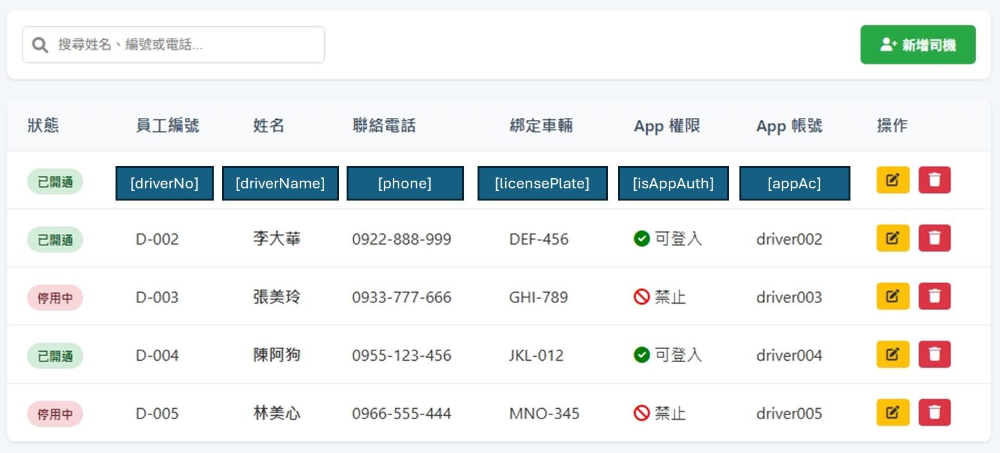 搜尋姓名、編號或電話...
新增司機
狀態 員工編號 姓名 聯絡電話 綁定車輛 App 權限 App 帳號 操作
已開通 [driverNo] [driverName] [phone] [licensePlate] [isAppAuth] [appAc]
已開通 D-002 李大華 0922-888-999 DEF-456 可登入 driver002
停用中 D-003 張美玲 0933-777-666 GHI-789 禁止 driver003
已開通 D-004 陳阿狗 0955-123-456 JKL-012 可登入 driver004
停用中 D-005 林美心 0966-555-444 MNO-345 禁止 driver005